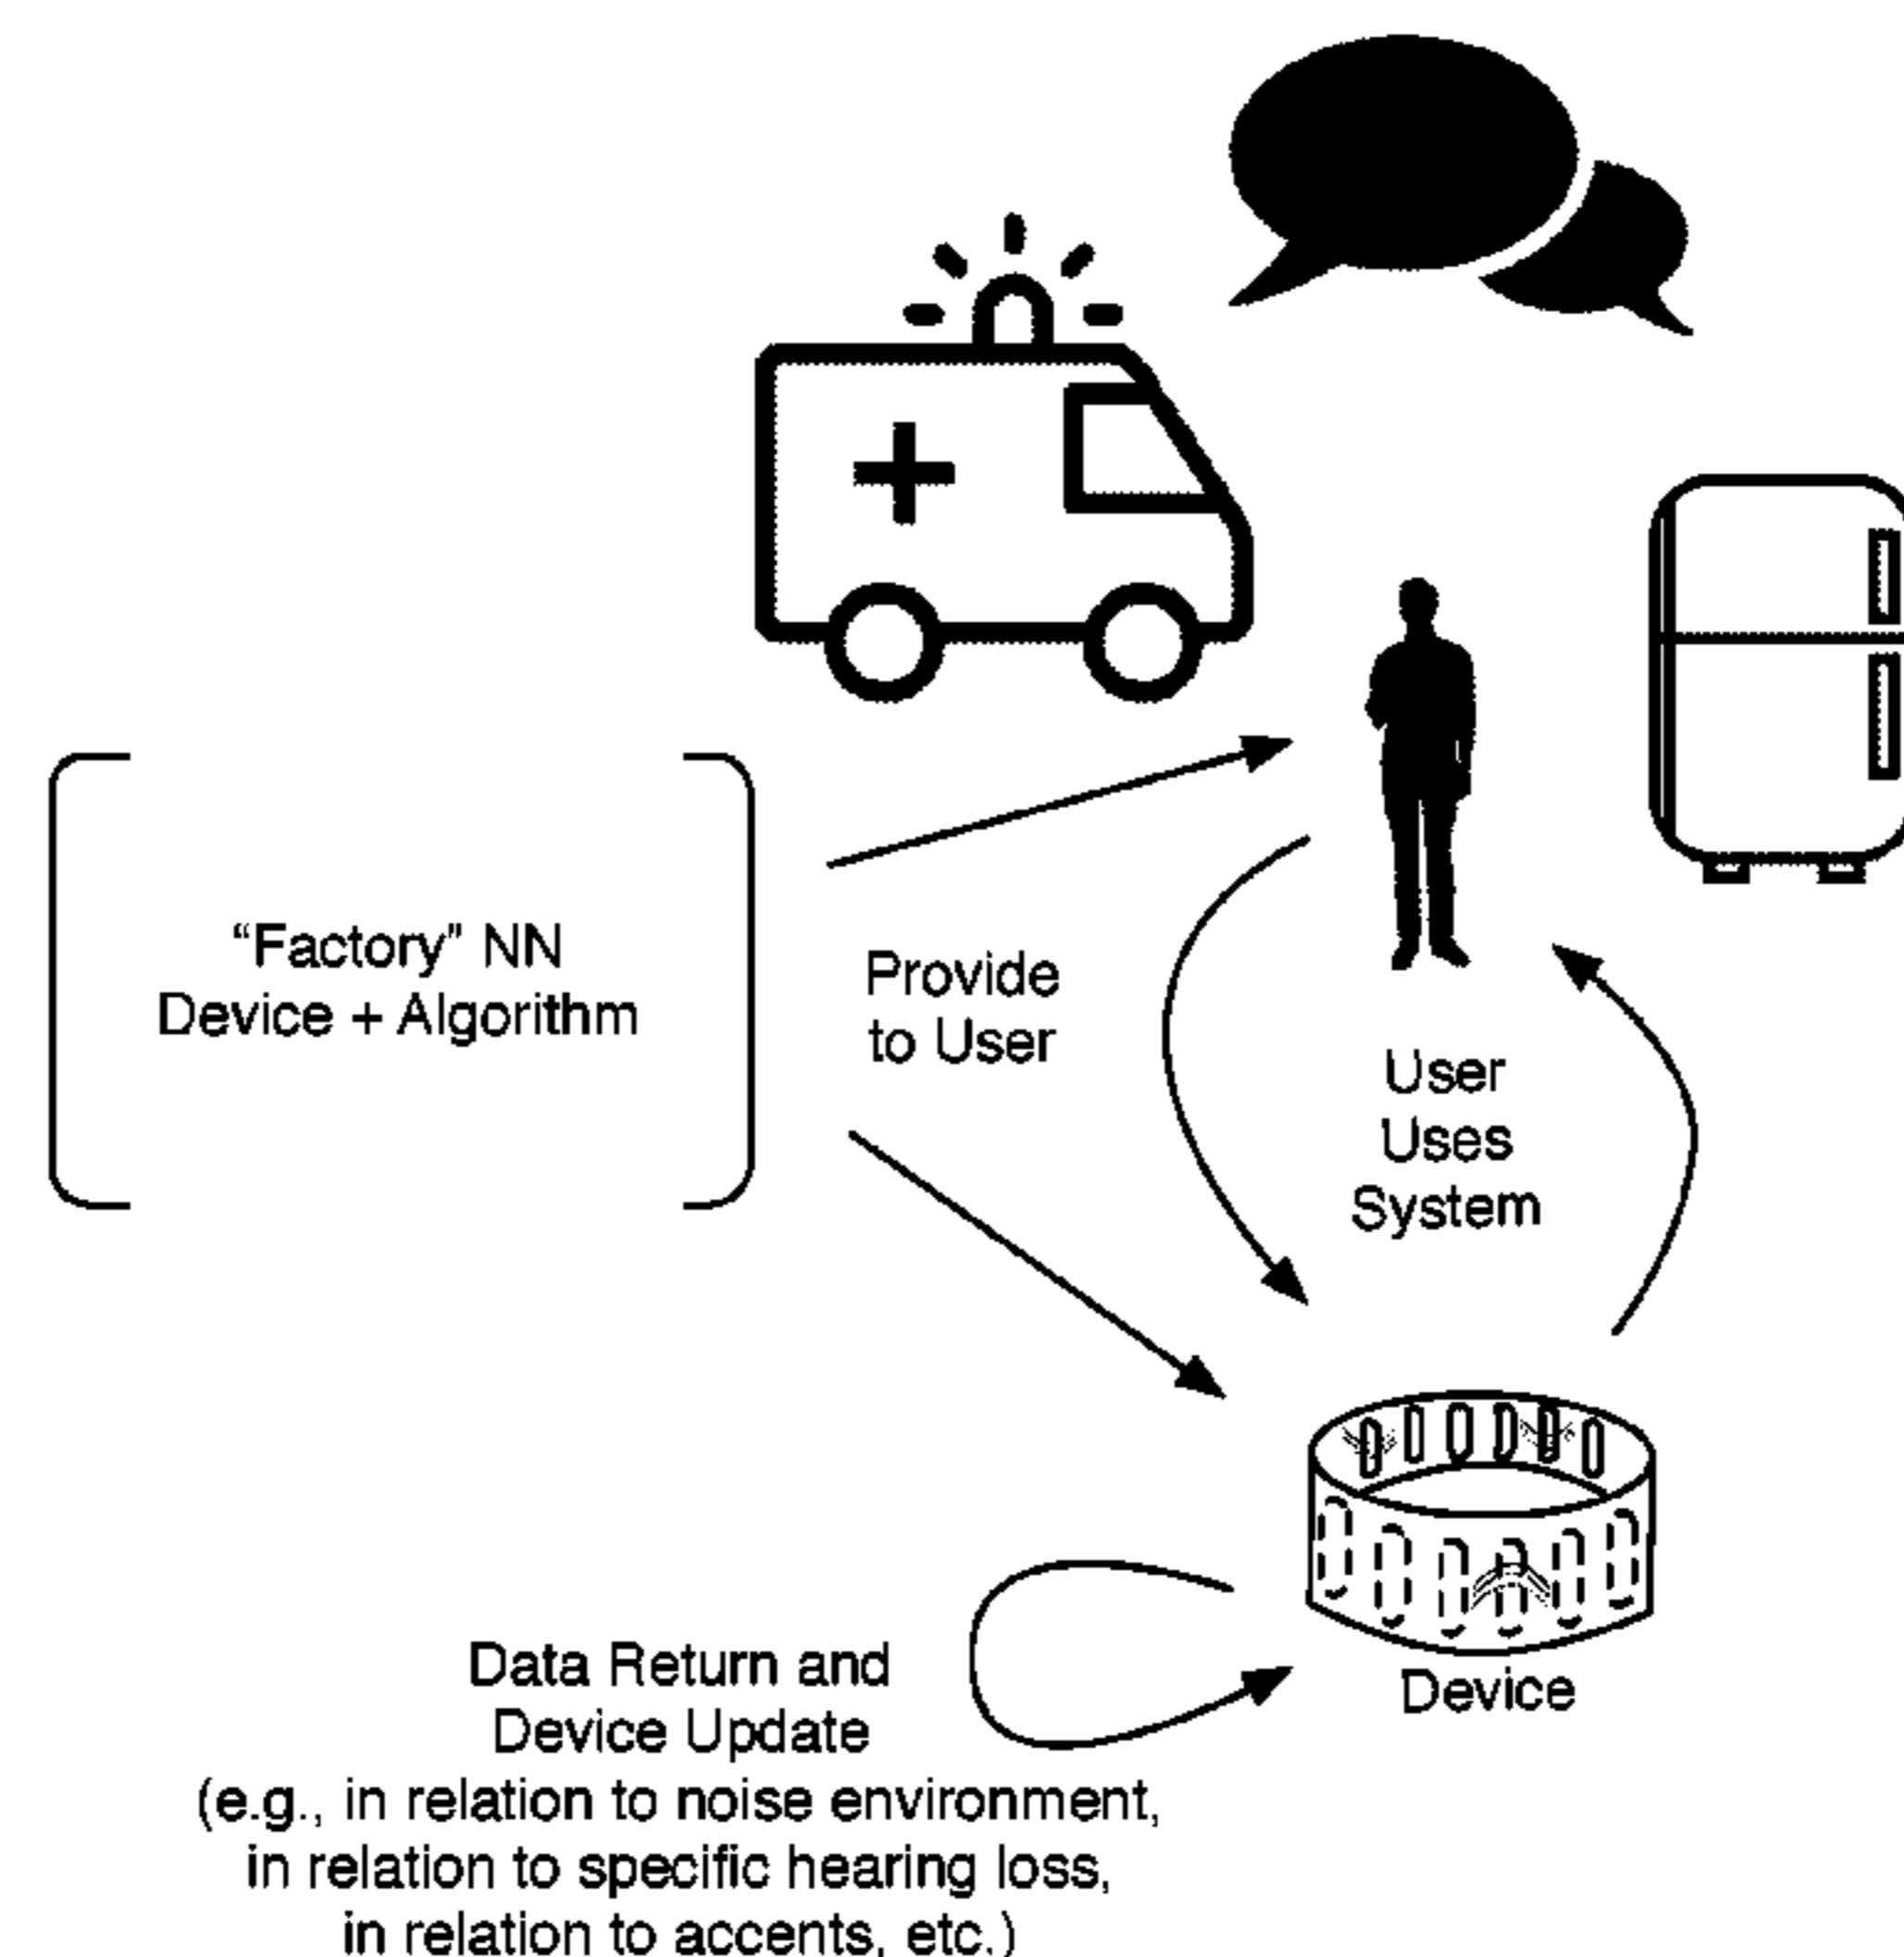 “Factory” NN
Device + Algorithm
Provide
to User
User
Uses
System
Device
Data Return and
Device Update
(e.g., in relation to noise environment,
in relation to specific hearing loss,
in relation to accents, etc.)